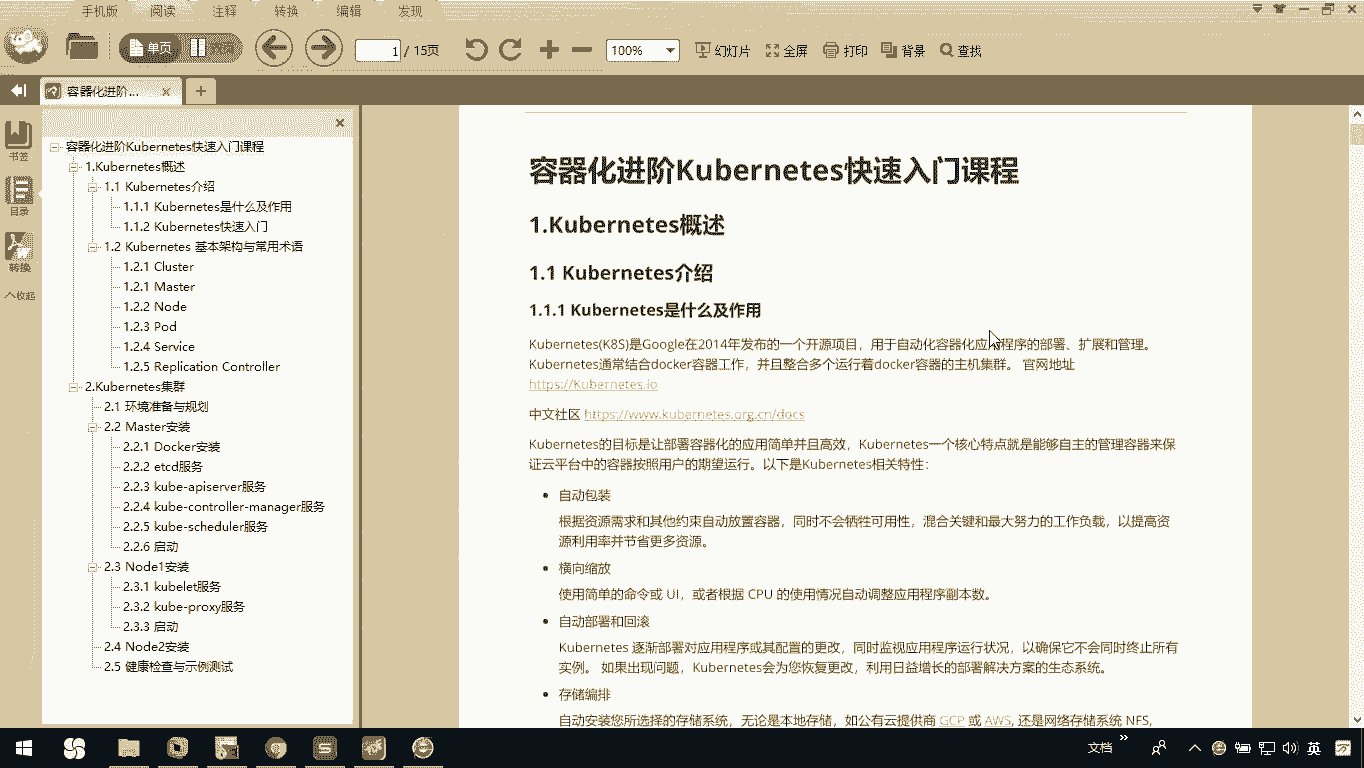 手机版 阅读 注释 转换 编辑 发现
单页 双页 1 / 15页 100% 幻灯片 全屏 打印 背景 查找
容器化进阶...
书签
目录
转换
收起
容器化进阶Kubernetes快速入门课程
1.Kubernetes概述
1.1 Kubernetes介绍
1.1.1 Kubernetes是什么及作用
1.1.2 Kubernetes快速入门
1.2 Kubernetes 基本架构与常用术语
1.2.1 Cluster
1.2.1 Master
1.2.2 Node
1.2.3 Pod
1.2.4 Service
1.2.5 Replication Controller
2.Kubernetes集群
2.1 环境准备与规划
2.2 Master安装
2.2.1 Docker安装
2.2.2 etcd服务
2.2.3 kube-apiserver服务
2.2.4 kube-controller-manager服务
2.2.5 kube-scheduler服务
2.2.6 启动
2.3 Node1安装
2.3.1 kubelet服务
2.3.2 kube-proxy服务
2.3.3 启动
2.4 Node2安装
2.5 健康检查与示例测试
容器化进阶Kubernetes快速入门课程
1.Kubernetes概述
1.1 Kubernetes介绍
1.1.1 Kubernetes是什么及作用
Kubernetes(K8S)是Google在2014年发布的一个开源项目，用于自动化容器化应用程序的部署、扩展和管理。
Kubernetes通常结合docker容器工作，并且整合多个运行着docker容器的主机集群。 官网地址
https://Kubernetes.io
中文社区 https://www.kubernetes.org.cn/docs
Kubernetes的目标是让部署容器化的应用简单并且高效，Kubernetes一个核心特点就是能够自主的管理容器来保
证云平台中的容器按照用户的期望运行。以下是Kubernetes相关特性：
• 自动包装
根据资源需求和其他约束自动放置容器，同时不会牺牲可用性，混合关键和最大努力的工作负载，以提高资
源利用率并节省更多资源。
• 横向缩放
使用简单的命令或 UI，或者根据 CPU 的使用情况自动调整应用程序副本数。
• 自动部署和回滚
Kubernetes 逐渐部署对应用程序或其配置的更改，同时监视应用程序运行状况，以确保它不会同时终止所有
实例。 如果出现问题，Kubernetes会为您恢复更改，利用日益增长的部署解决方案的生态系统。
• 存储编排
自动安装您所选择的存储系统，无论是本地存储，如公有云提供商 GCP 或 AWS, 还是网络存储系统 NFS,
文档 英